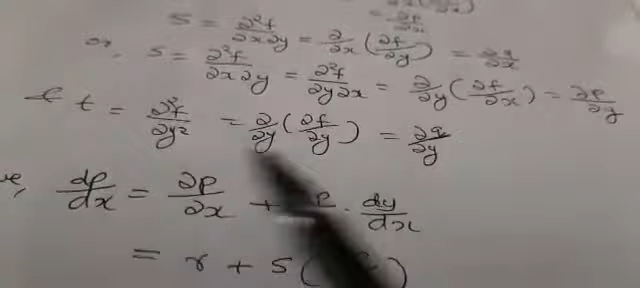 s = ∂²f/∂x∂y = ∂/∂x (∂f/∂y) = ∂q/∂x
or, s = ∂²f/∂x∂y = ∂²f/∂y∂x = ∂/∂y (∂f/∂x) = ∂p/∂y
& t = ∂²f/∂y² = ∂/∂y (∂f/∂y) = ∂q/∂y
dp/dx = ∂p/∂x + . dy/dx
= r + s (